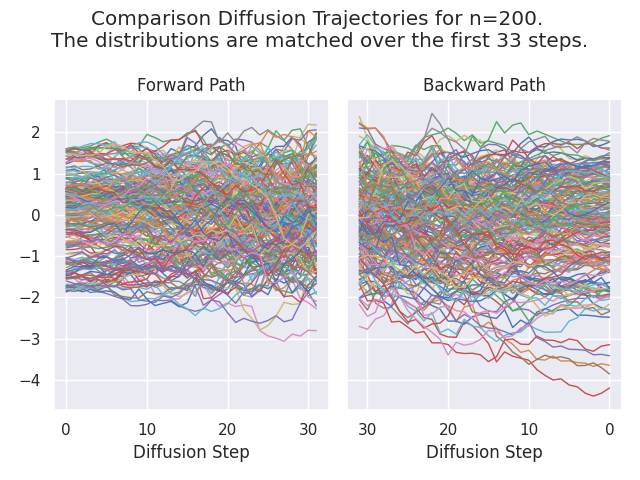 Comparison Diffusion Trajectories for n=200.
The distributions are matched over the first 33 steps.
Forward Path
Backward Path
2
1
0
−1
−2
−3
−4
0
10
20
30
30
20
10
0
Diffusion Step
Diffusion Step